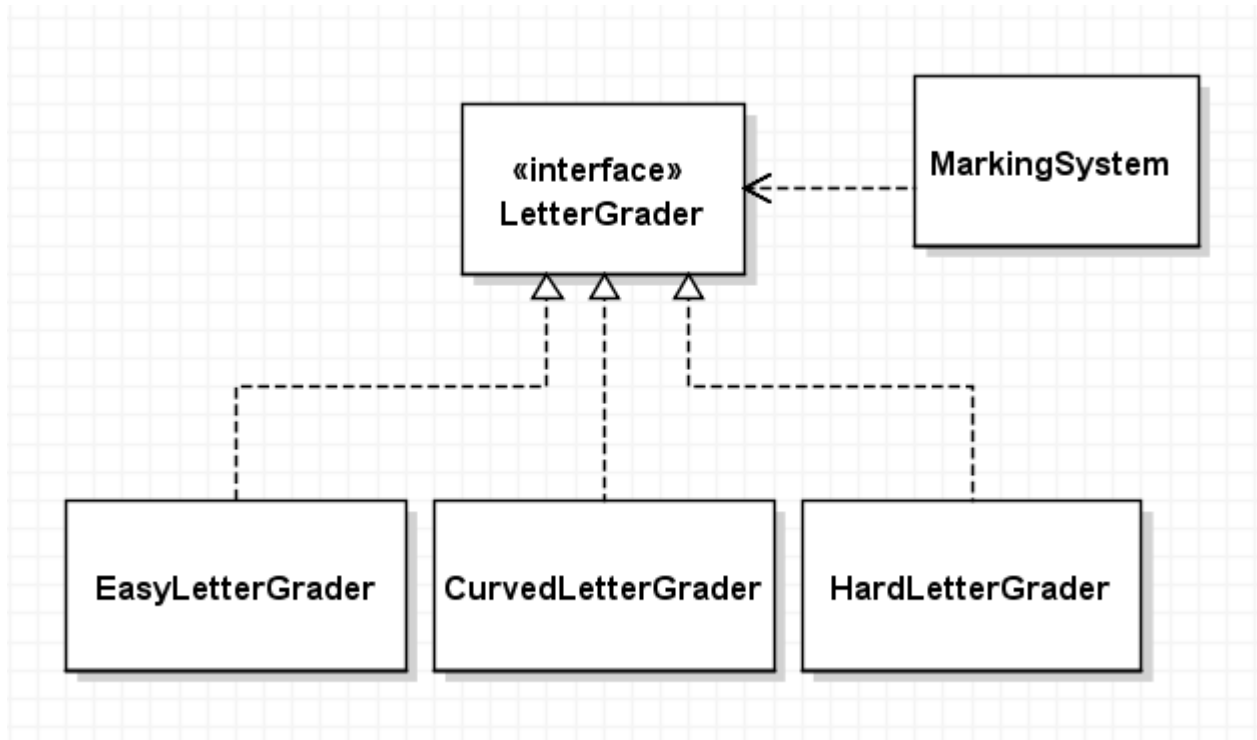 «interface»
LetterGrader
MarkingSystem
EasyLetterGrader
CurvedLetterGrader
HardLetterGrader